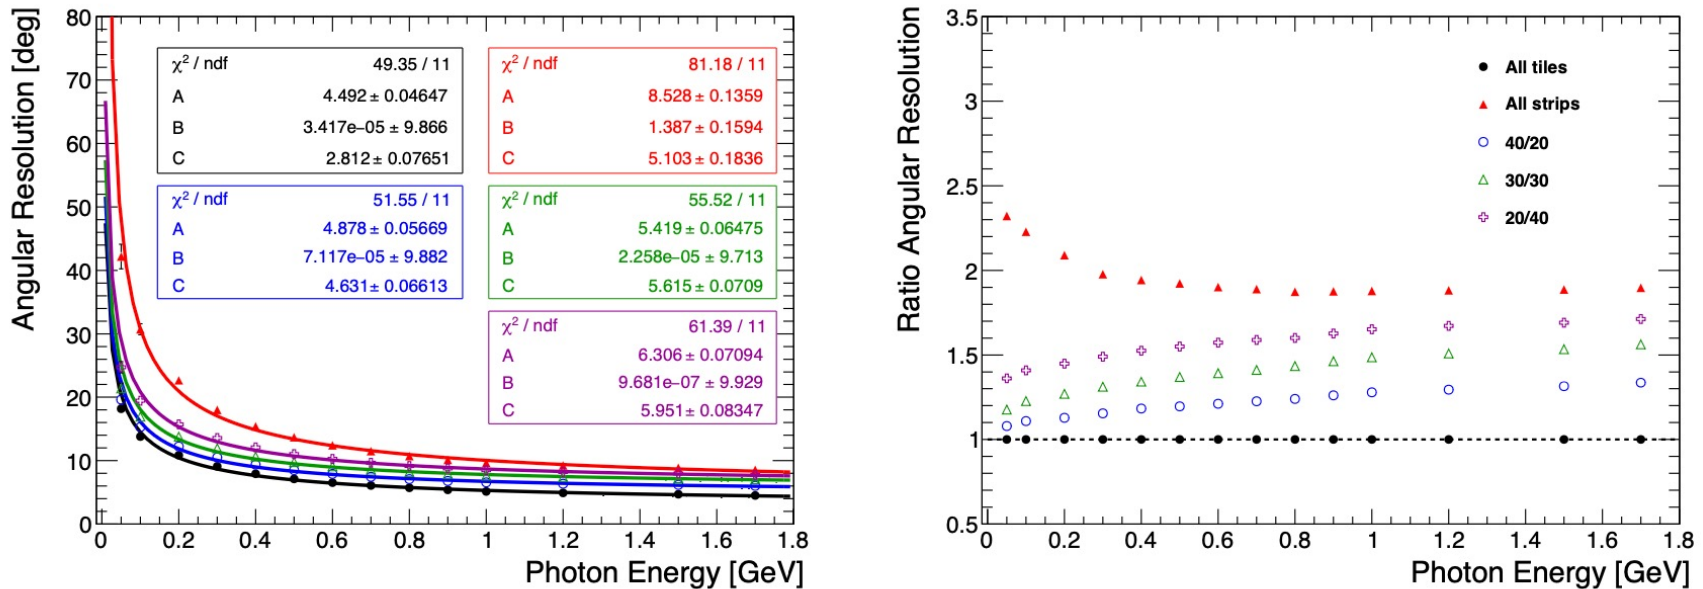 Angular Resolution [deg]
80
70
60
50
40
30
20
10
0
χ² / ndf 49.35 / 11
A 4.492 ± 0.04647
B 3.417e−05 ± 9.866
C 2.812 ± 0.07651
χ² / ndf 81.18 / 11
A 8.528 ± 0.1359
B 1.387 ± 0.1594
C 5.103 ± 0.1836
χ² / ndf 51.55 / 11
A 4.878 ± 0.05669
B 7.117e−05 ± 9.882
C 4.631 ± 0.06613
χ² / ndf 55.52 / 11
A 5.419 ± 0.06475
B 2.258e−05 ± 9.713
C 5.615 ± 0.0709
χ² / ndf 61.39 / 11
A 6.306 ± 0.07094
B 9.681e−07 ± 9.929
C 5.951 ± 0.08347
0 0.2 0.4 0.6 0.8 1 1.2 1.4 1.6 1.8
Photon Energy [GeV]
Ratio Angular Resolution
3.5
3
2.5
2
1.5
1
0.5
All tiles
All strips
40/20
30/30
20/40
0 0.2 0.4 0.6 0.8 1 1.2 1.4 1.6 1.8
Photon Energy [GeV]